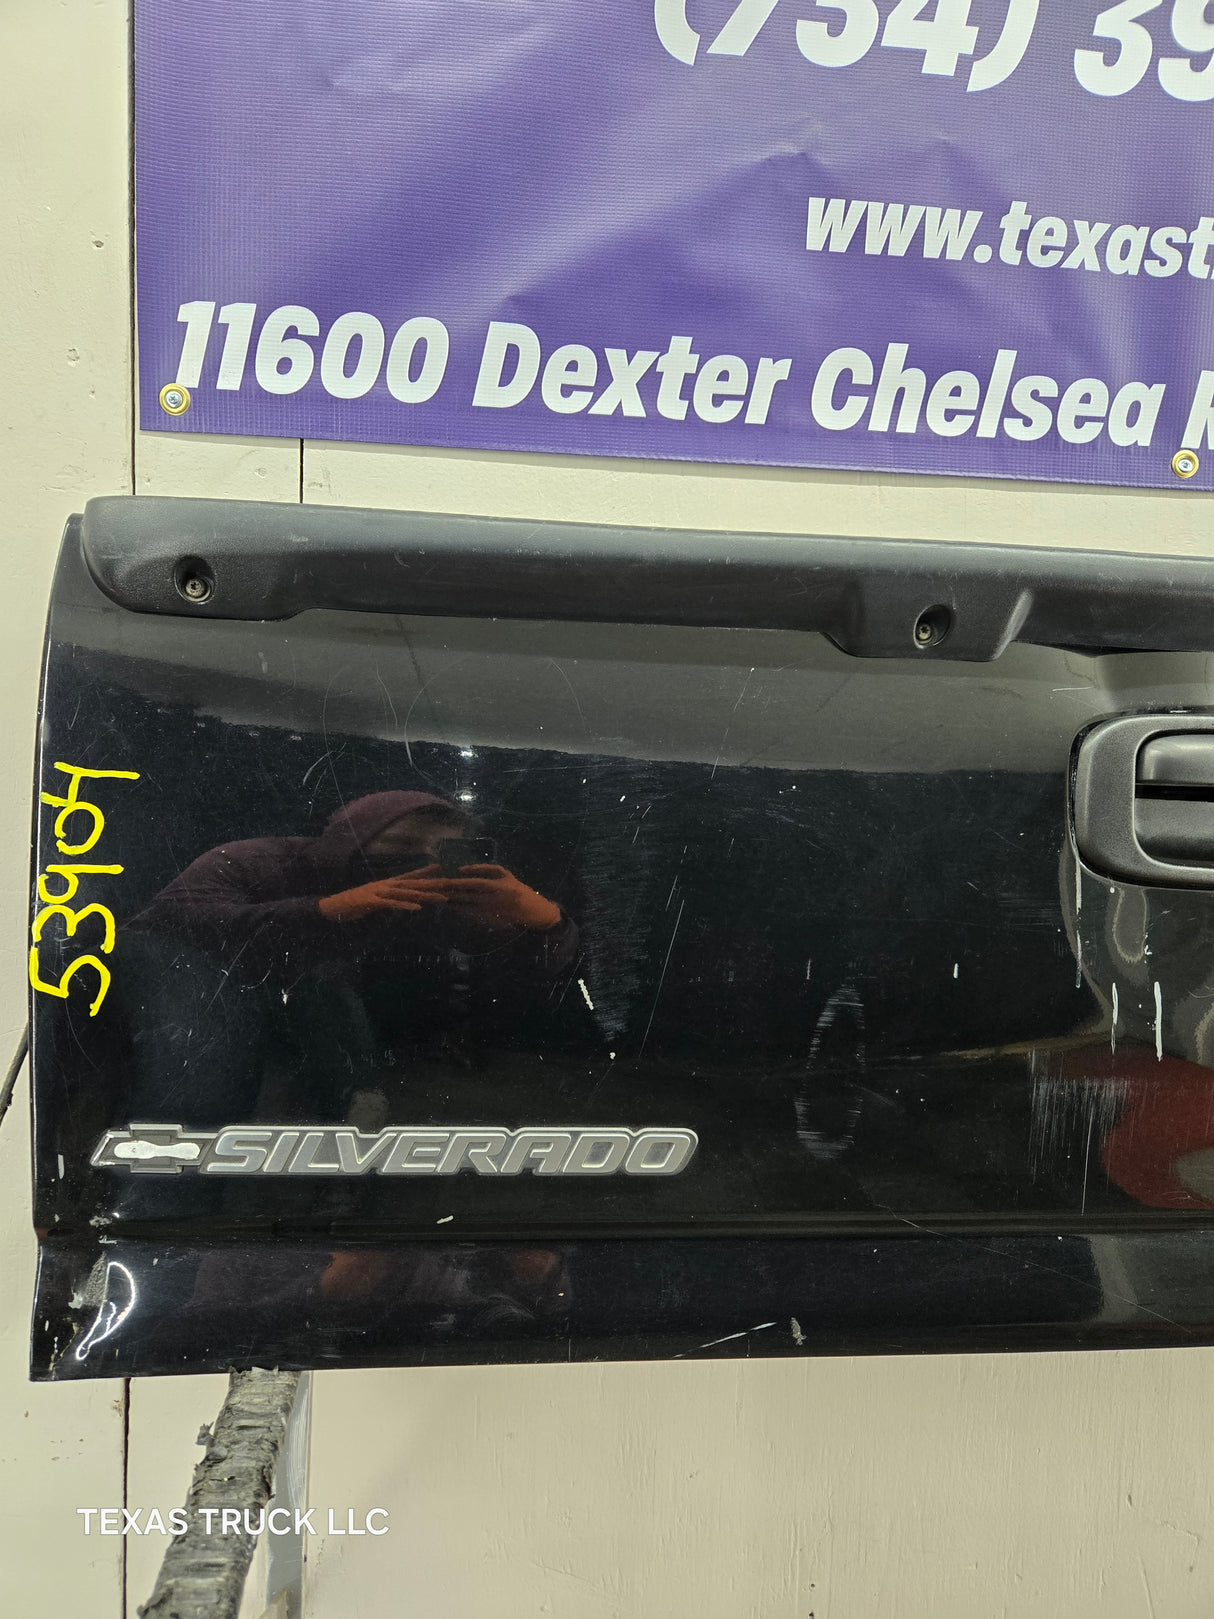 (734) 39
www.texast
11600 Dexter Chelsea R
53904
SILVERADO
TEXAS TRUCK LLC